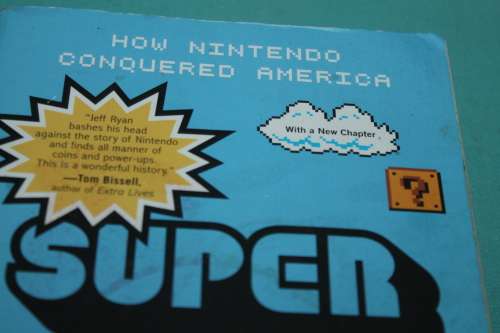 HOW NINTENDO
CONQUERED AMERICA
"Jeff Ryan
bashes his head
against the story of Nintendo
and finds all manner of
coins and power-ups.
This is a wonderful history."
—Tom Bissell,
author of Extra Lives
With a New Chapter
?
SUPER